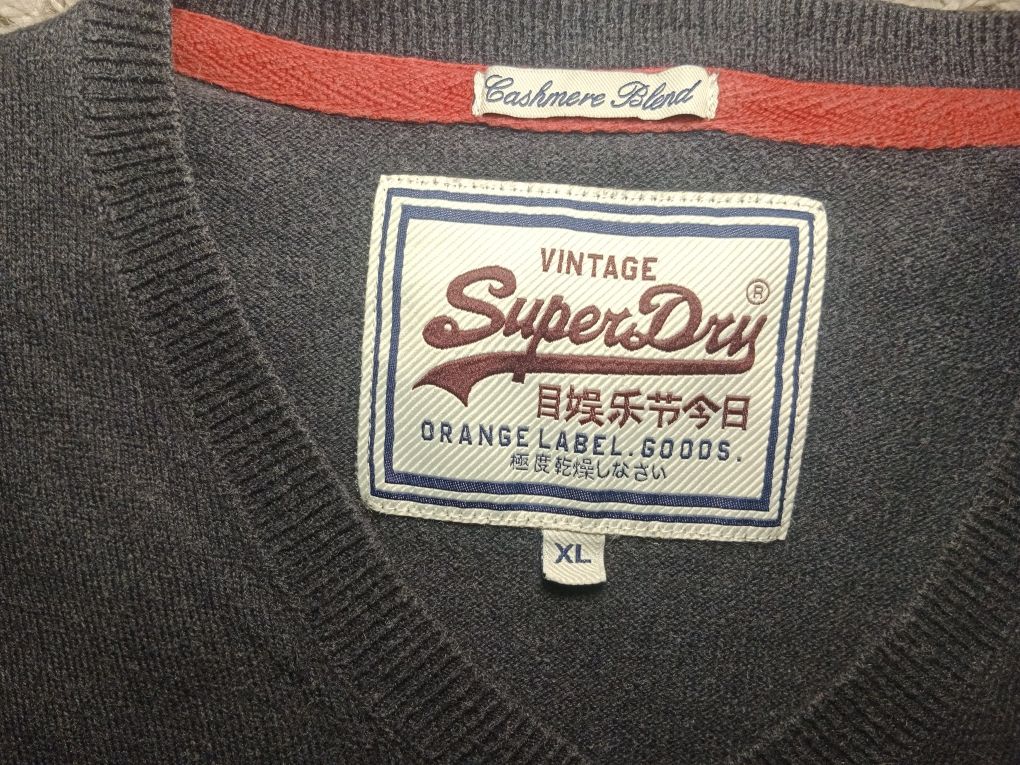 Cashmere Blend
VINTAGE
SuperDry ®
目娱乐节今日
ORANGE LABEL. GOODS.
極度乾燥しなさい
XL